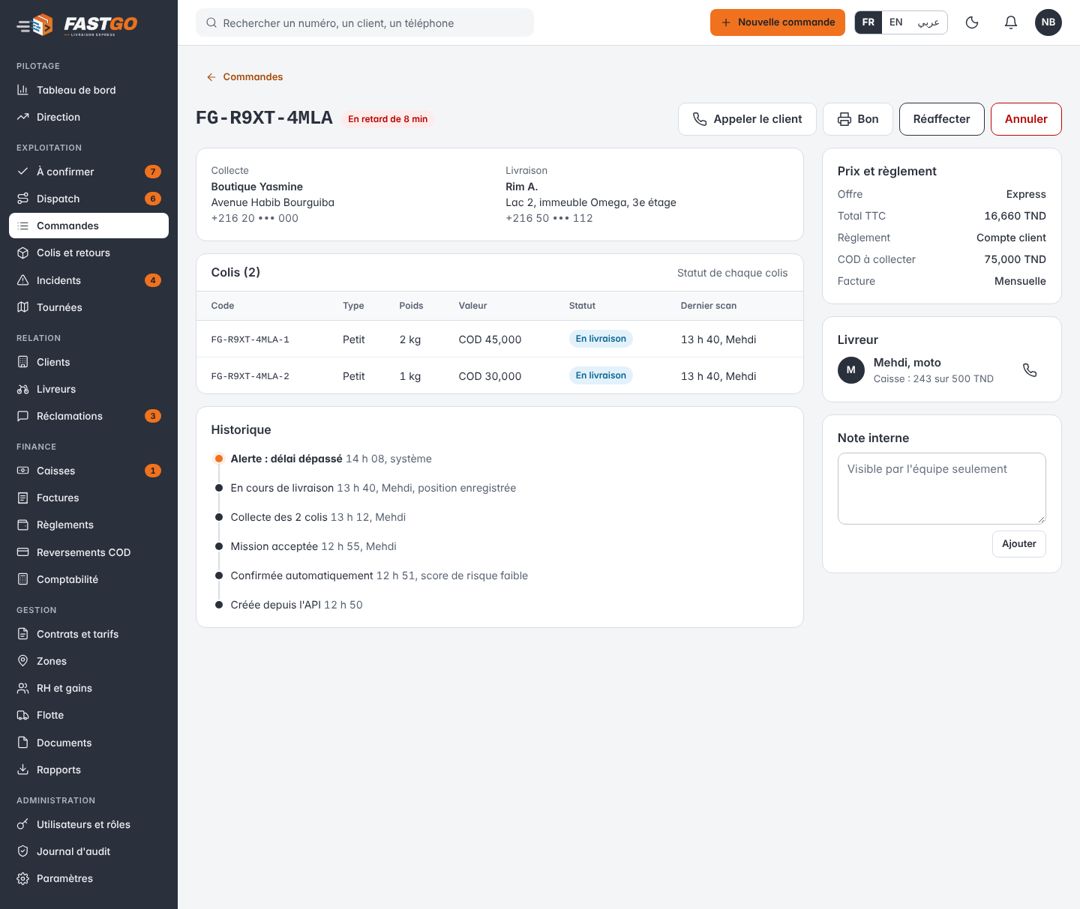 FASTGO
LIVRAISON EXPRESS
PILOTAGE
Tableau de bord
Direction
EXPLOITATION
À confirmer 7
Dispatch 6
Commandes
Colis et retours
Incidents 4
Tournées
RELATION
Clients
Livreurs
Réclamations 3
FINANCE
Caisses 1
Factures
Règlements
Reversements COD
Comptabilité
GESTION
Contrats et tarifs
Zones
RH et gains
Flotte
Documents
Rapports
ADMINISTRATION
Utilisateurs et rôles
Journal d'audit
Paramètres
Rechercher un numéro, un client, un téléphone
+ Nouvelle commande
FR EN عربي
NB
← Commandes
FG-R9XT-4MLA En retard de 8 min
Appeler le client
Bon
Réaffecter
Annuler
Collecte
Boutique Yasmine
Avenue Habib Bourguiba
+216 20 ••• 000
Livraison
Rim A.
Lac 2, immeuble Omega, 3e étage
+216 50 ••• 112
Colis (2) Statut de chaque colis
Code Type Poids Valeur Statut Dernier scan
FG-R9XT-4MLA-1 Petit 2 kg COD 45,000 En livraison 13 h 40, Mehdi
FG-R9XT-4MLA-2 Petit 1 kg COD 30,000 En livraison 13 h 40, Mehdi
Historique
Alerte : délai dépassé 14 h 08, système
En cours de livraison 13 h 40, Mehdi, position enregistrée
Collecte des 2 colis 13 h 12, Mehdi
Mission acceptée 12 h 55, Mehdi
Confirmée automatiquement 12 h 51, score de risque faible
Créée depuis l'API 12 h 50
Prix et règlement
Offre Express
Total TTC 16,660 TND
Règlement Compte client
COD à collecter 75,000 TND
Facture Mensuelle
Livreur
M
Mehdi, moto
Caisse : 243 sur 500 TND
Note interne
Visible par l'équipe seulement
Ajouter